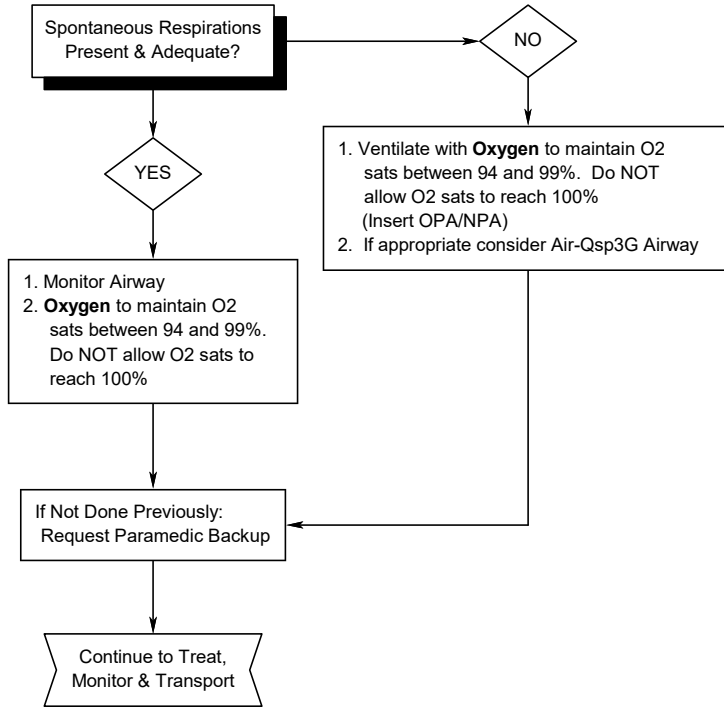 Spontaneous Respirations
Present & Adequate?
NO
YES
1. Ventilate with Oxygen to maintain O2
sats between 94 and 99%. Do NOT
allow O2 sats to reach 100%
(Insert OPA/NPA)
2. If appropriate consider Air-Qsp3G Airway
1. Monitor Airway
2. Oxygen to maintain O2
sats between 94 and 99%.
Do NOT allow O2 sats to
reach 100%
If Not Done Previously:
Request Paramedic Backup
Continue to Treat,
Monitor & Transport